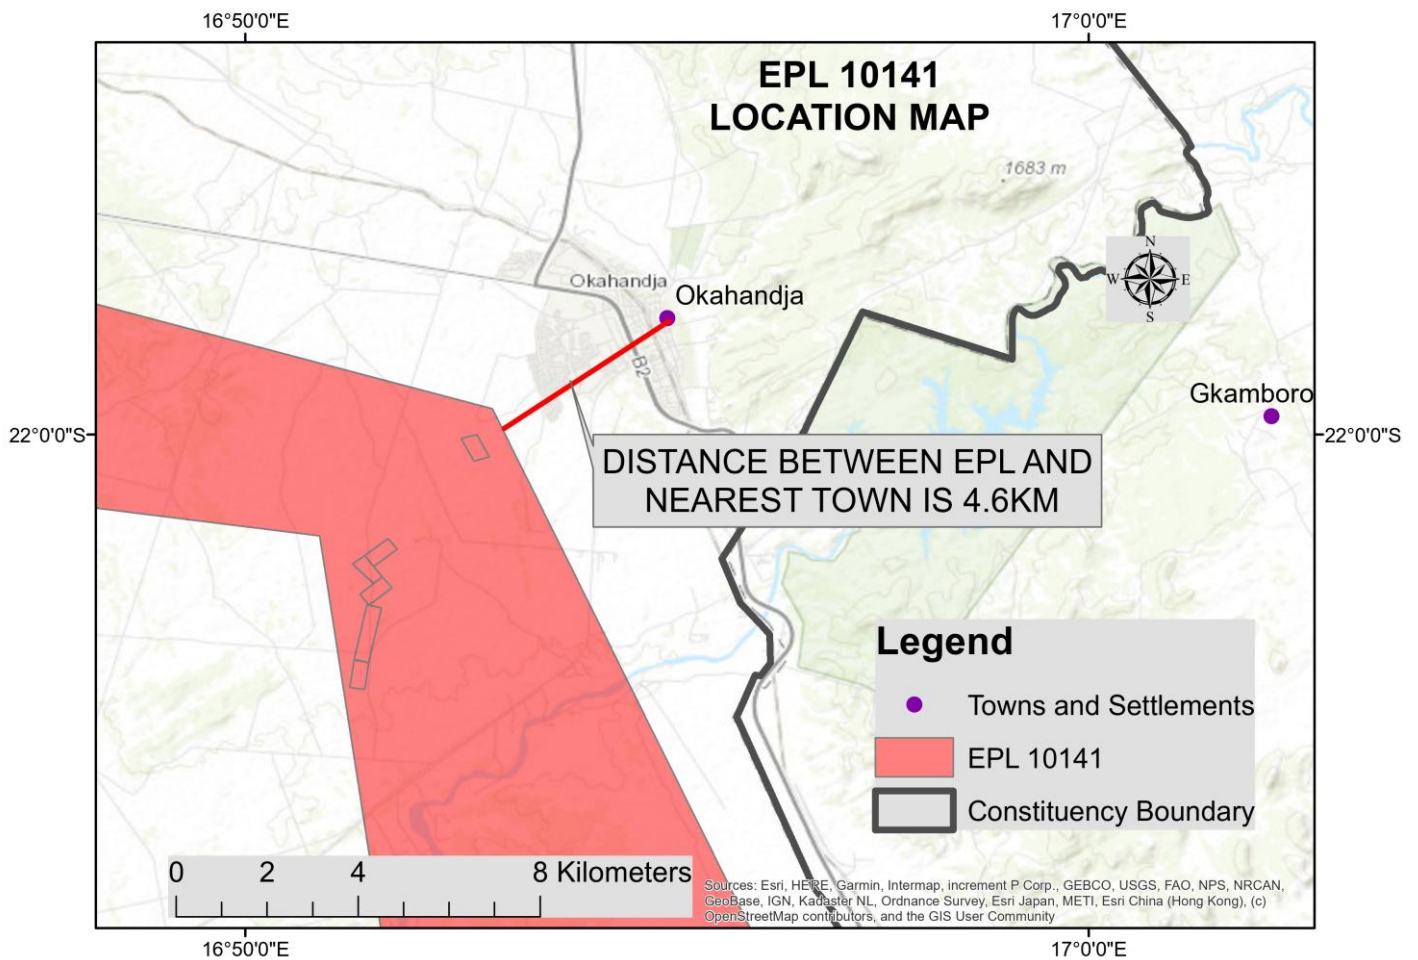 16°50'0"E
17°0'0"E
EPL 10141
LOCATION MAP
1683 m
N
W
E
S
Okahandja
Okahandja
B2
Gkamboro
22°0'0"S
22°0'0"S
DISTANCE BETWEEN EPL AND
NEAREST TOWN IS 4.6KM
Legend
Towns and Settlements
EPL 10141
Constituency Boundary
0 2 4 8 Kilometers
Sources: Esri, HERE, Garmin, Intermap, increment P Corp., GEBCO, USGS, FAO, NPS, NRCAN,
GeoBase, IGN, Kadaster NL, Ordnance Survey, Esri Japan, METI, Esri China (Hong Kong), (c)
OpenStreetMap contributors, and the GIS User Community
16°50'0"E
17°0'0"E